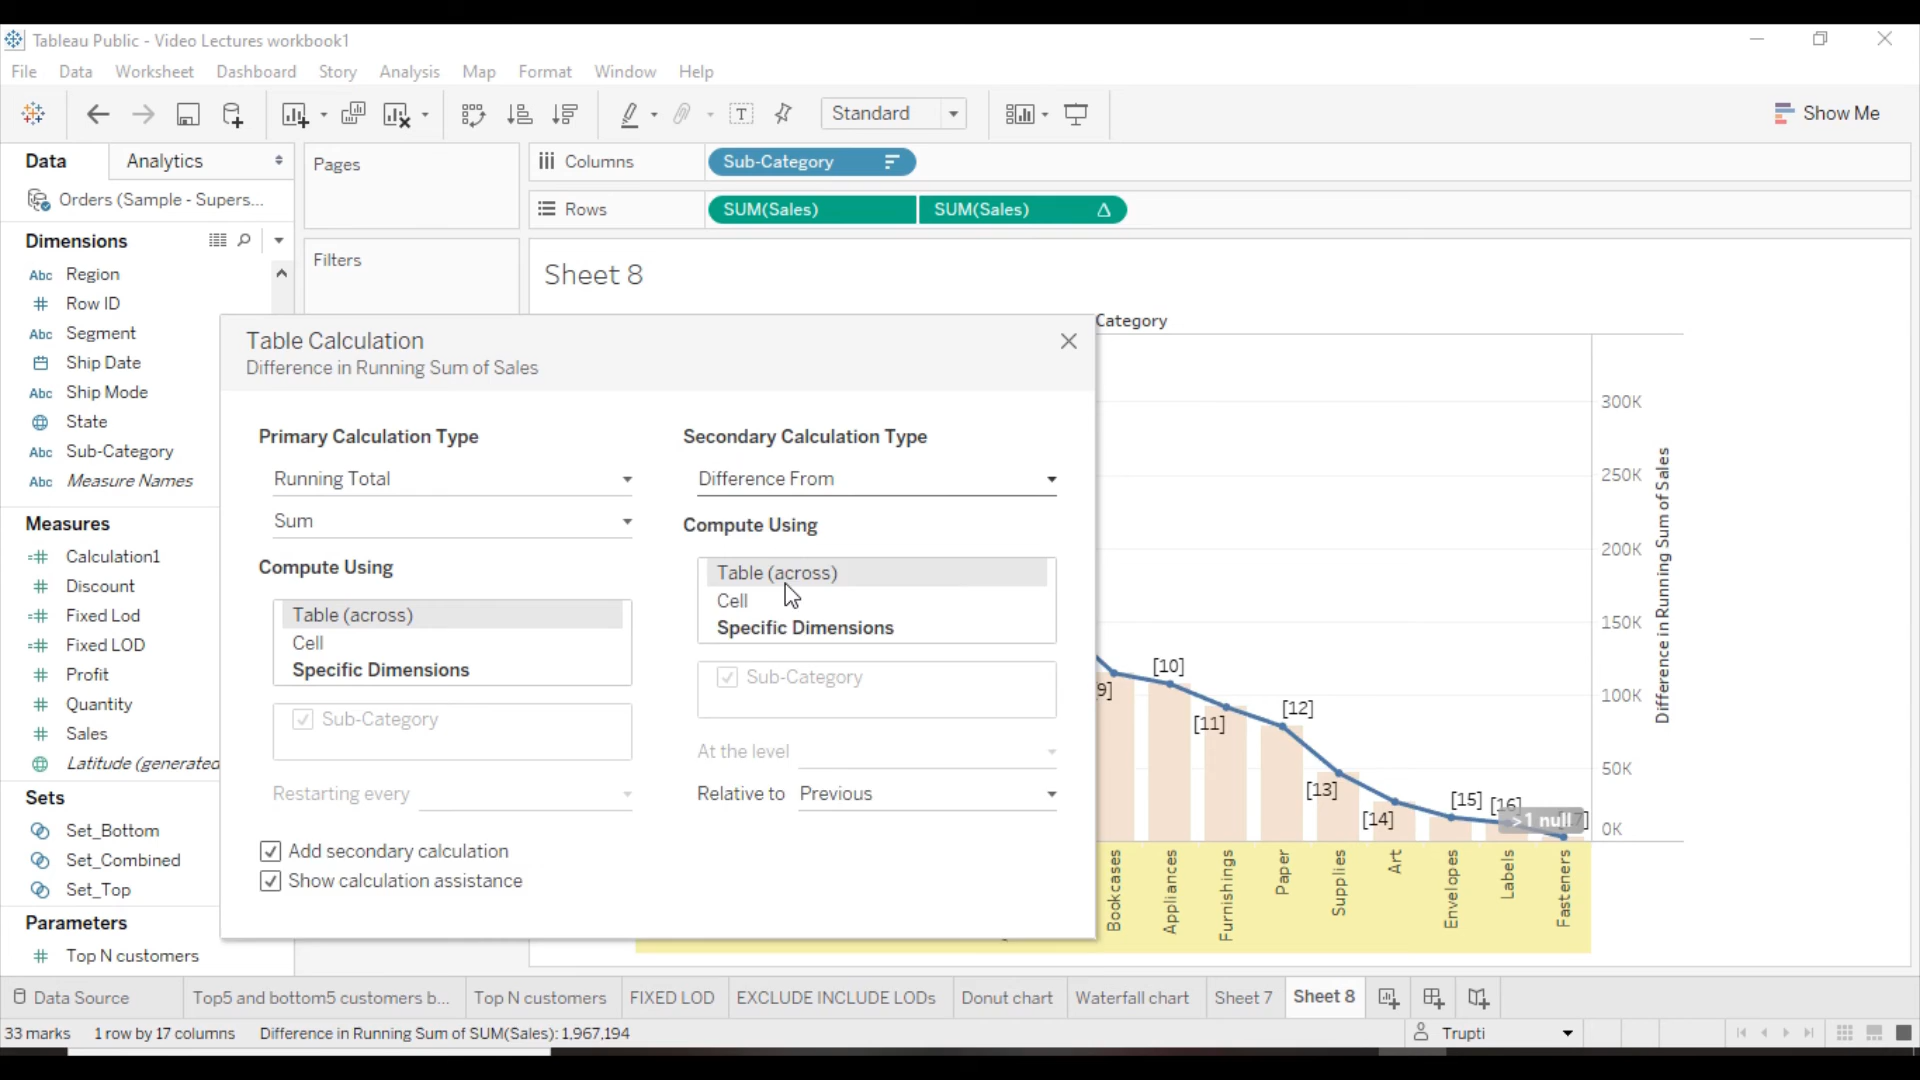 Tableau Public - Video Lectures workbook1
File Data Worksheet Dashboard Story Analysis Map Format Window Help
Standard
Show Me
Data Analytics
Orders (Sample - Supers...
Dimensions
Abc Region
# Row ID
Abc Segment
Ship Date
Abc Ship Mode
State
Abc Sub-Category
Abc Measure Names
Measures
=# Calculation1
# Discount
=# Fixed Lod
=# Fixed LOD
# Profit
# Quantity
# Sales
Latitude (generated
Sets
Set_Bottom
Set_Combined
Set_Top
Parameters
# Top N customers
Pages
Filters
Columns Sub-Category
Rows SUM(Sales) SUM(Sales) Δ
Sheet 8
Category
Table Calculation
Difference in Running Sum of Sales
Primary Calculation Type
Running Total
Sum
Compute Using
Table (across)
Cell
Specific Dimensions
Sub-Category
Restarting every
Add secondary calculation
Show calculation assistance
Secondary Calculation Type
Difference From
Compute Using
Table (across)
Cell
Specific Dimensions
Sub-Category
At the level
Relative to Previous
9]
[10]
[11]
[12]
[13]
[14]
[15]
[16]
>1 null
300K
250K
200K
150K
100K
50K
0K
Difference in Running Sum of Sales
Bookcases
Appliances
Furnishings
Paper
Supplies
Art
Envelopes
Labels
Fasteners
Data Source Top5 and bottom5 customers b... Top N customers FIXED LOD EXCLUDE INCLUDE LODs Donut chart Waterfall chart Sheet 7 Sheet 8
33 marks 1 row by 17 columns Difference in Running Sum of SUM(Sales): 1,967,194 Trupti